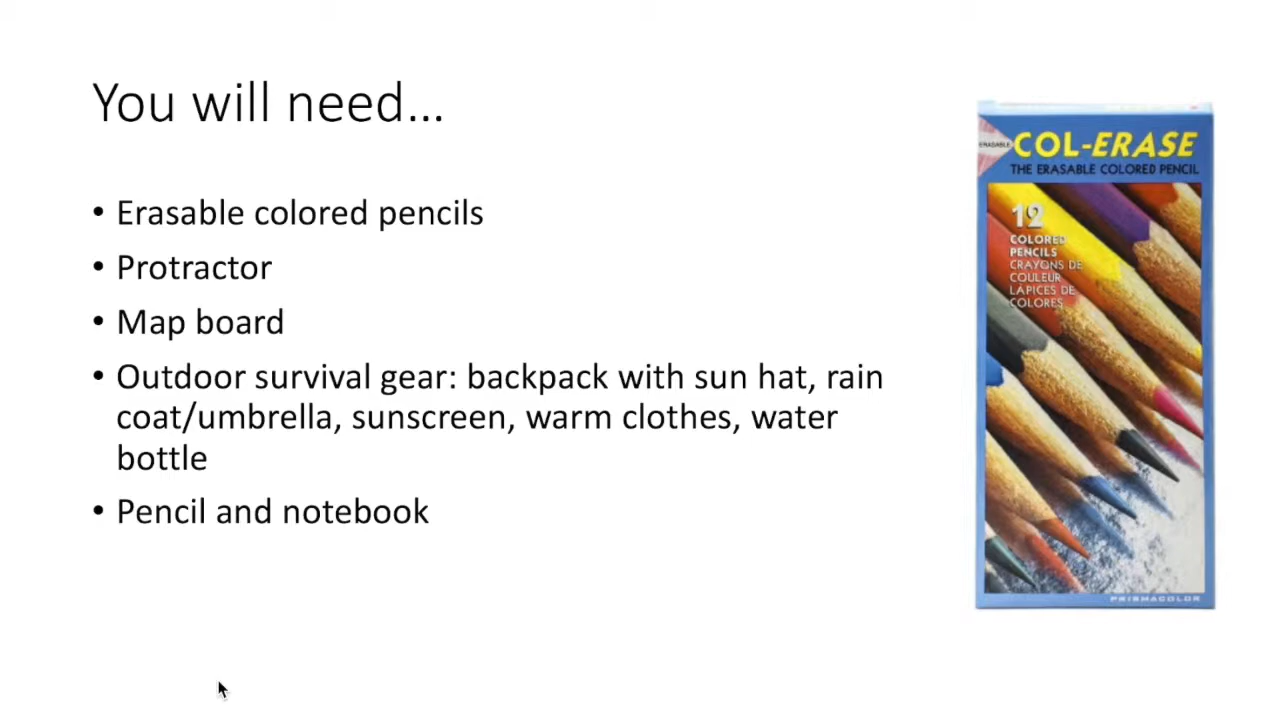 You will need...
• Erasable colored pencils
• Protractor
• Map board
• Outdoor survival gear: backpack with sun hat, rain
coat/umbrella, sunscreen, warm clothes, water
bottle
• Pencil and notebook
ERASABLE
COL-ERASE
THE ERASABLE COLORED PENCIL
12
COLORED
PENCILS
CRAYONS DE
COULEUR
LÁPICES DE
COLORES
PRISMACOLOR